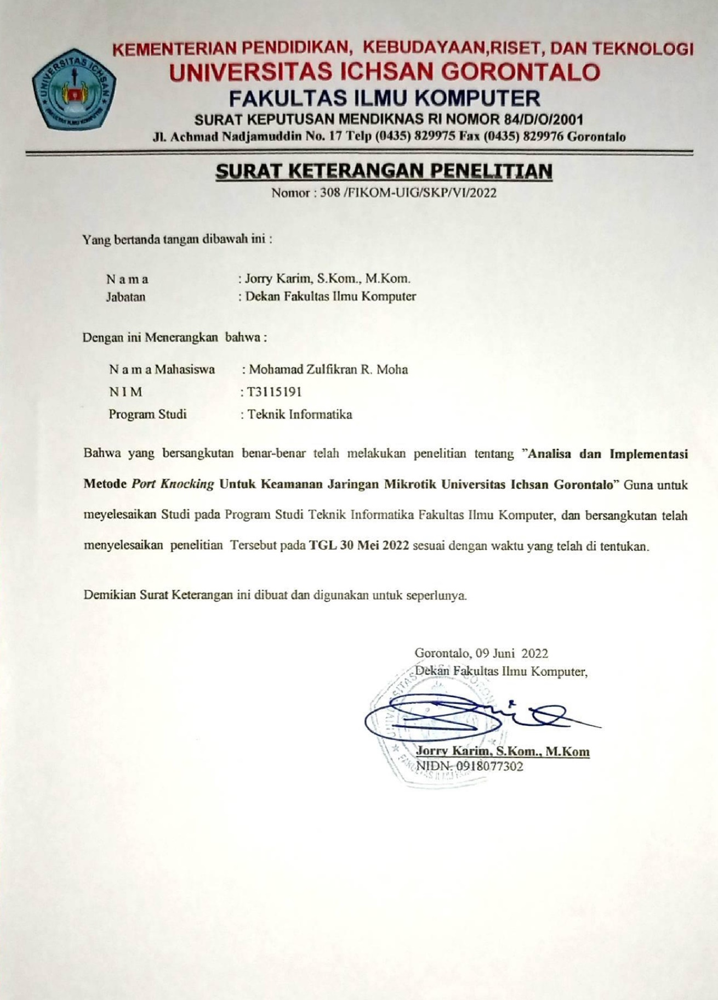 KEMENTERIAN PENDIDIKAN, KEBUDAYAAN,RISET, DAN TEKNOLOGI
UNIVERSITAS ICHSAN GORONTALO
FAKULTAS ILMU KOMPUTER
SURAT KEPUTUSAN MENDIKNAS RI NOMOR 84/D/O/2001
Jl. Achmad Nadjamuddin No. 17 Telp (0435) 829975 Fax (0435) 829976 Gorontalo
UNIVERSITAS ICHSAN
FAKULTAS ILMU KOMPUTER
SURAT KETERANGAN PENELITIAN
Nomor : 308 /FIKOM-UIG/SKP/VI/2022
Yang bertanda tangan dibawah ini :
N a m a : Jorry Karim, S.Kom., M.Kom.
Jabatan : Dekan Fakultas Ilmu Komputer
Dengan ini Menerangkan bahwa :
N a m a Mahasiswa : Mohamad Zulfikran R. Moha
N I M : T3115191
Program Studi : Teknik Informatika
Bahwa yang bersangkutan benar-benar telah melakukan penelitian tentang ”Analisa dan Implementasi
Metode Port Knocking Untuk Keamanan Jaringan Mikrotik Universitas Ichsan Gorontalo” Guna untuk
meyelesaikan Studi pada Program Studi Teknik Informatika Fakultas Ilmu Komputer, dan bersangkutan telah
menyelesaikan penelitian Tersebut pada TGL 30 Mei 2022 sesuai dengan waktu yang telah di tentukan.
Demikian Surat Keterangan ini dibuat dan digunakan untuk seperlunya.
Gorontalo, 09 Juni 2022
Dekan Fakultas Ilmu Komputer,
Jorry Karim, S.Kom., M.Kom
NIDN. 0918077302